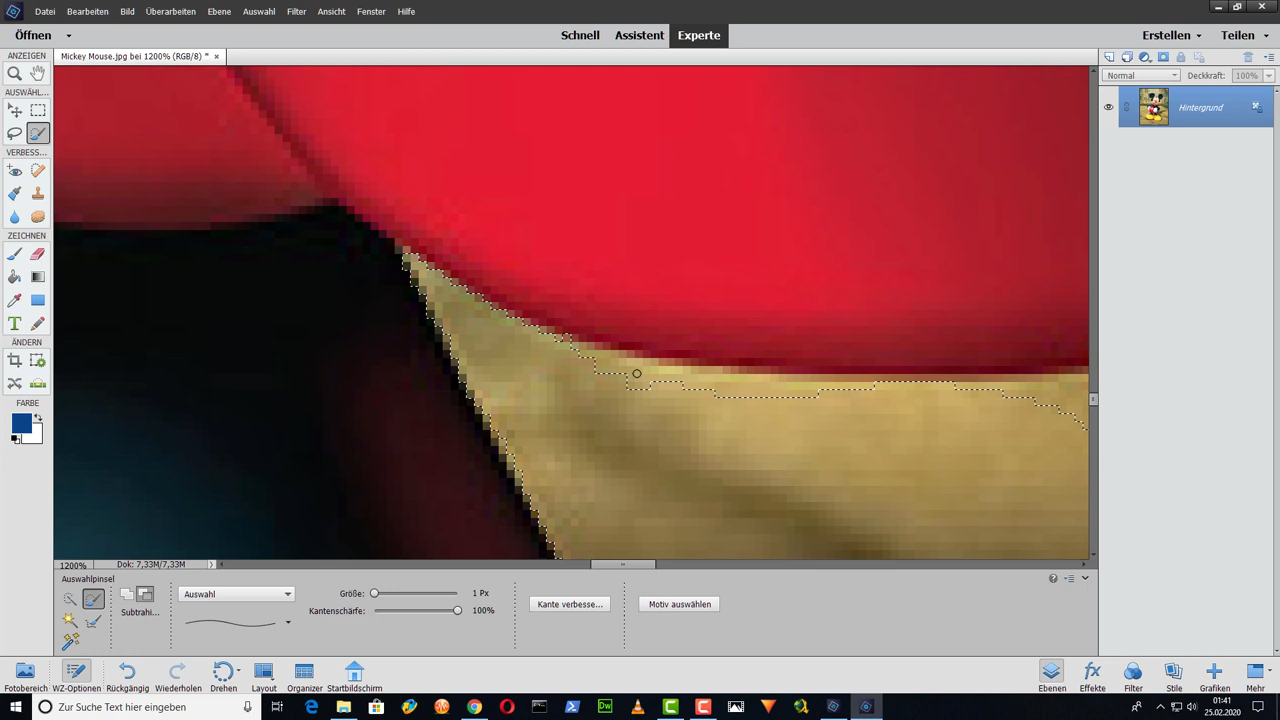 Datei Bearbeiten Bild Überarbeiten Ebene Auswahl Filter Ansicht Fenster Hilfe
Öffnen Schnell Assistent Experte Erstellen Teilen
ANZEIGEN Mickey Mouse.jpg bei 1200% (RGB/8) * ×
Normal Deckkraft: 100%
AUSWÄHL...
Hintergrund
VERBESS...
ZEICHNEN
T
ÄNDERN
FARBE
1200% Dok: 7,33M/7,33M
Auswahlpinsel
Auswahl Größe: 1 Px
Subtrahi... Kantenschärfe: 100% Kante verbesse... Motiv auswählen
Fotobereich WZ-Optionen Rückgängig Wiederholen Drehen Layout Organizer Startbildschirm Ebenen Effekte Filter Stile Grafiken Mehr
Zur Suche Text hier eingeben
Dw
01:41
25.02.2020